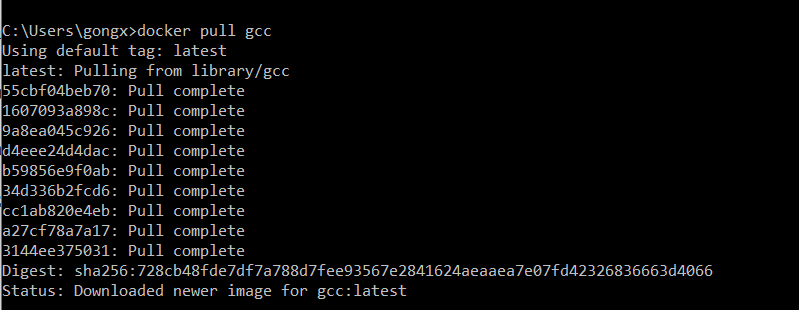 C:\Users\gongx>docker pull gcc
Using default tag: latest
latest: Pulling from library/gcc
55cbf04beb70: Pull complete
1607093a898c: Pull complete
9a8ea045c926: Pull complete
d4eee24d4dac: Pull complete
b59856e9f0ab: Pull complete
34d336b2fcd6: Pull complete
cc1ab820e4eb: Pull complete
a27cf78a7a17: Pull complete
3144ee375031: Pull complete
Digest: sha256:728cb48fde7df7a788d7fee93567e2841624aeaaea7e07fd42326836663d4066
Status: Downloaded newer image for gcc:latest